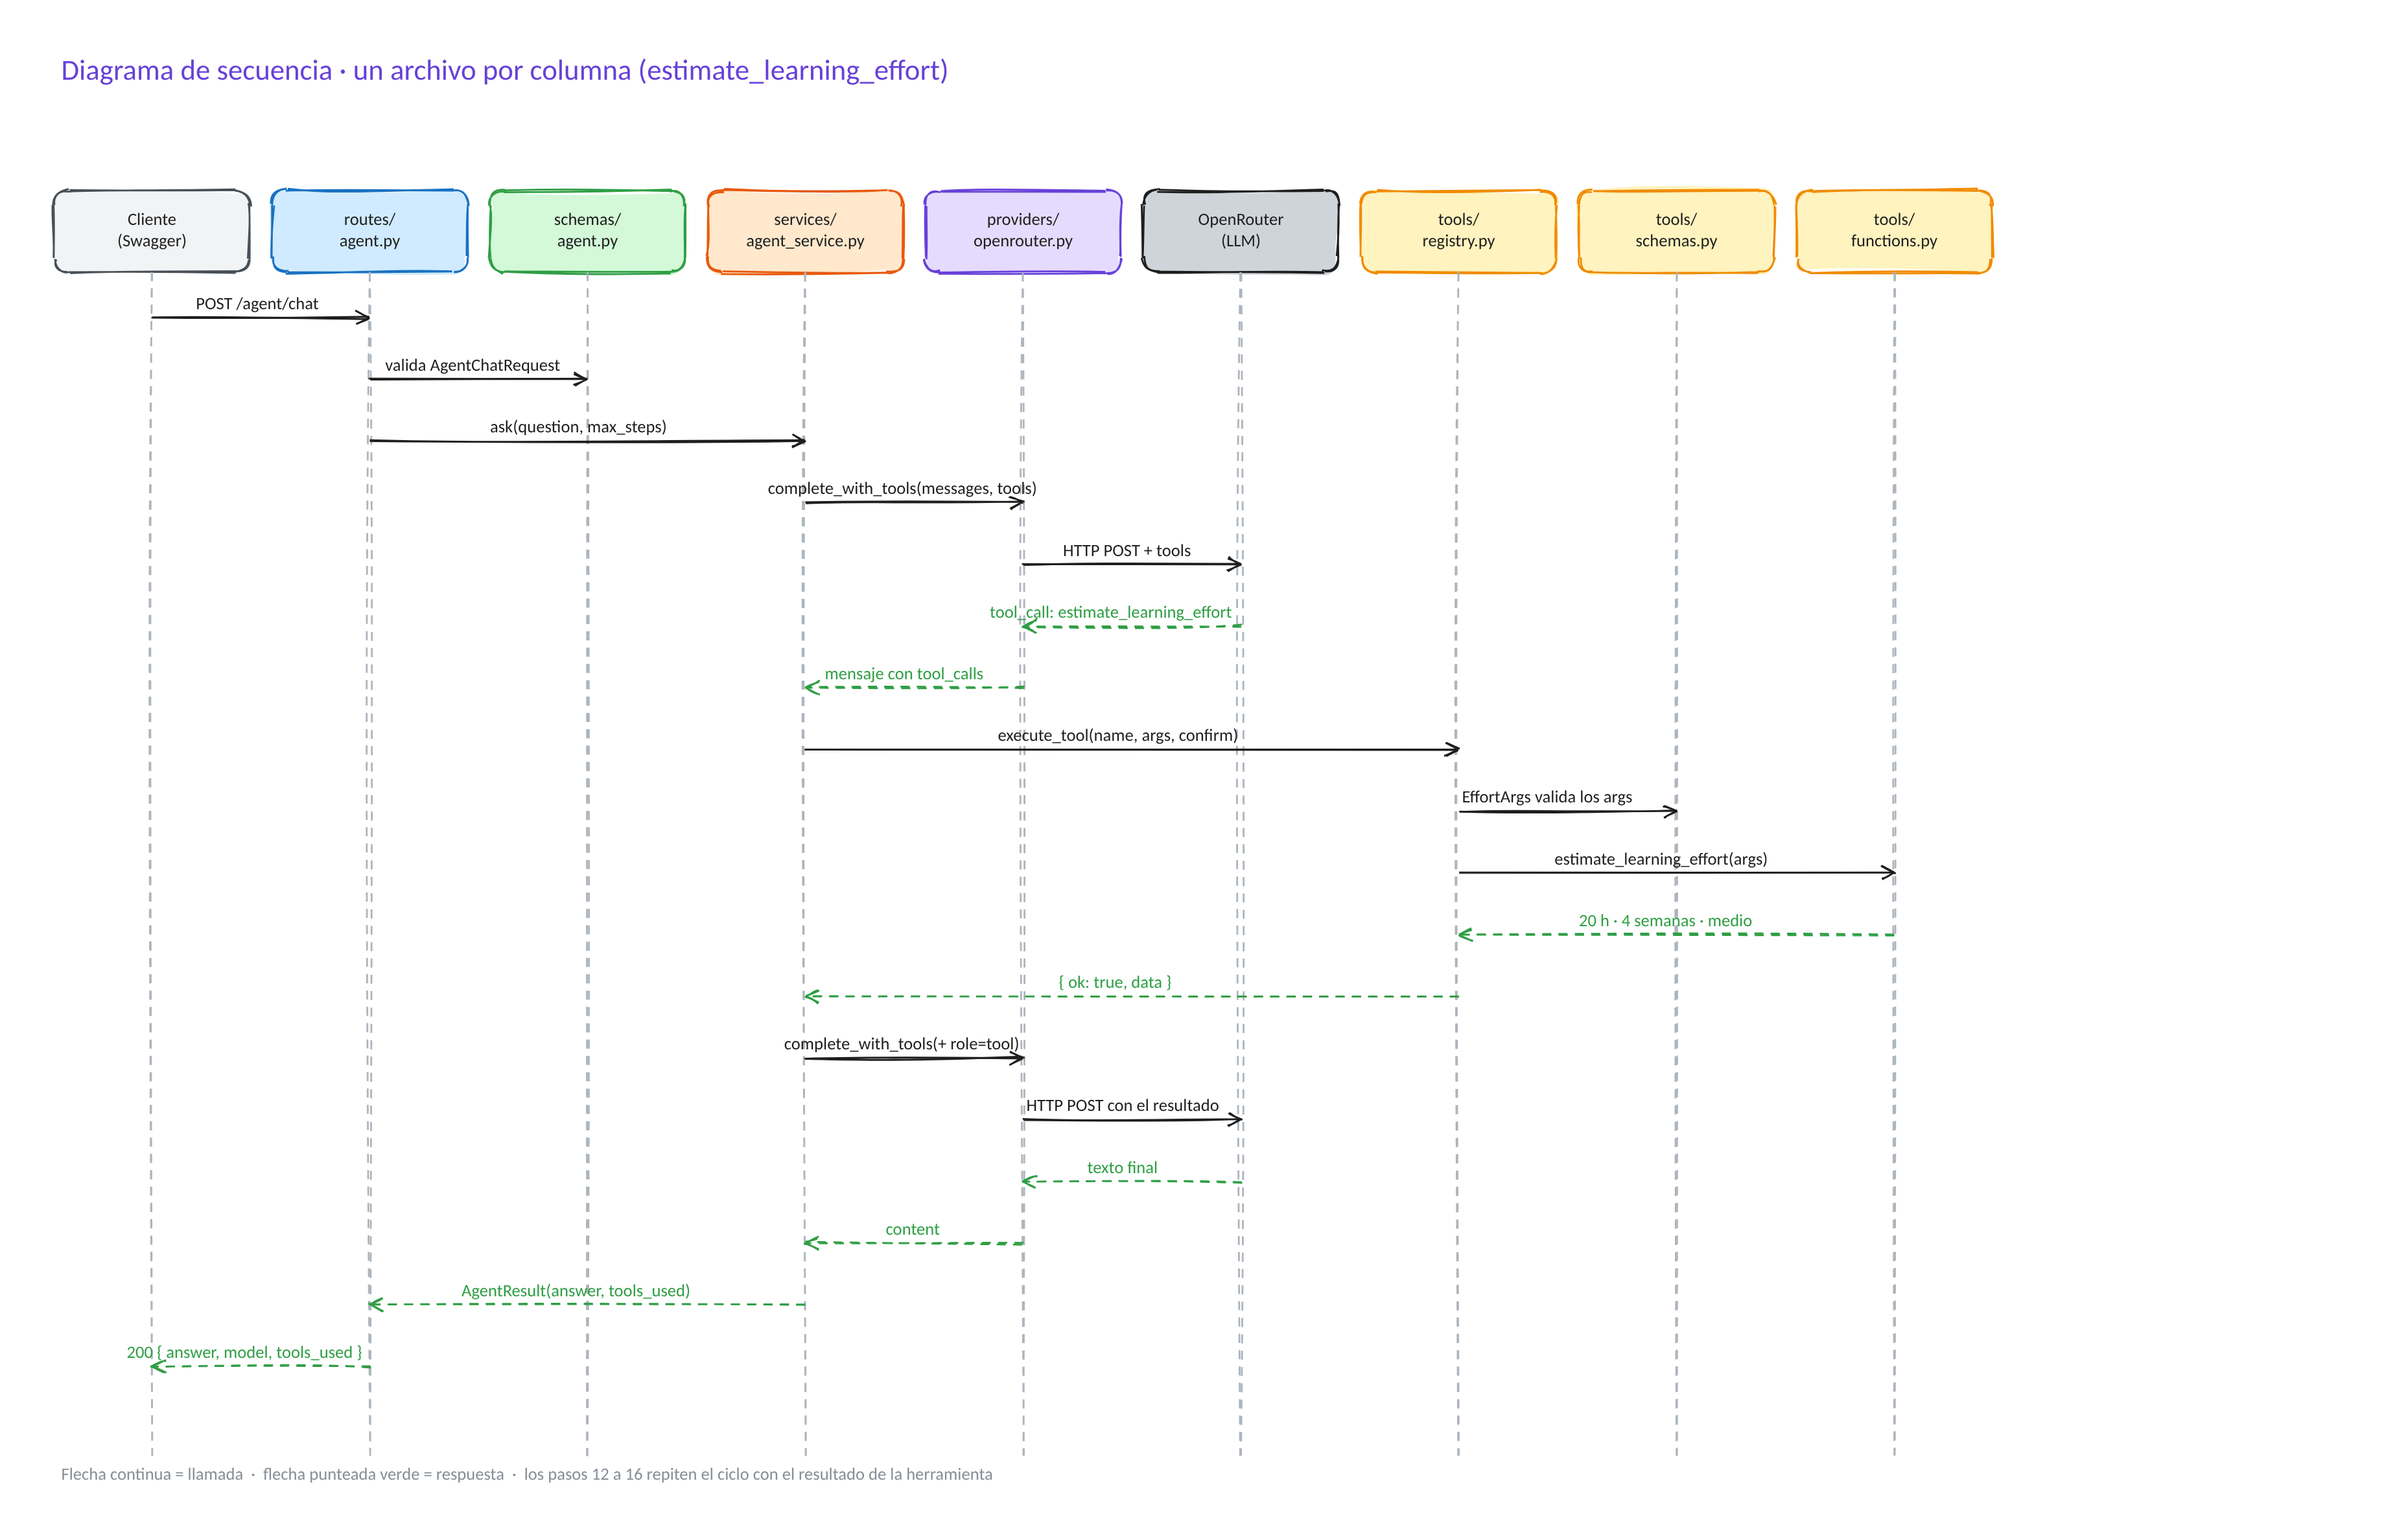 Diagrama de secuencia · un archivo por columna (estimate_learning_effort)
Cliente
(Swagger)
routes/
agent.py
schemas/
agent.py
services/
agent_service.py
providers/
openrouter.py
OpenRouter
(LLM)
tools/
registry.py
tools/
schemas.py
tools/
functions.py
POST /agent/chat
valida AgentChatRequest
ask(question, max_steps)
complete_with_tools(messages, tools)
HTTP POST + tools
tool_call: estimate_learning_effort
mensaje con tool_calls
execute_tool(name, args, confirm)
EffortArgs valida los args
estimate_learning_effort(args)
20 h · 4 semanas · medio
{ ok: true, data }
complete_with_tools(+ role=tool)
HTTP POST con el resultado
texto final
content
AgentResult(answer, tools_used)
200 { answer, model, tools_used }
Flecha continua = llamada · flecha punteada verde = respuesta · los pasos 12 a 16 repiten el ciclo con el resultado de la herramienta